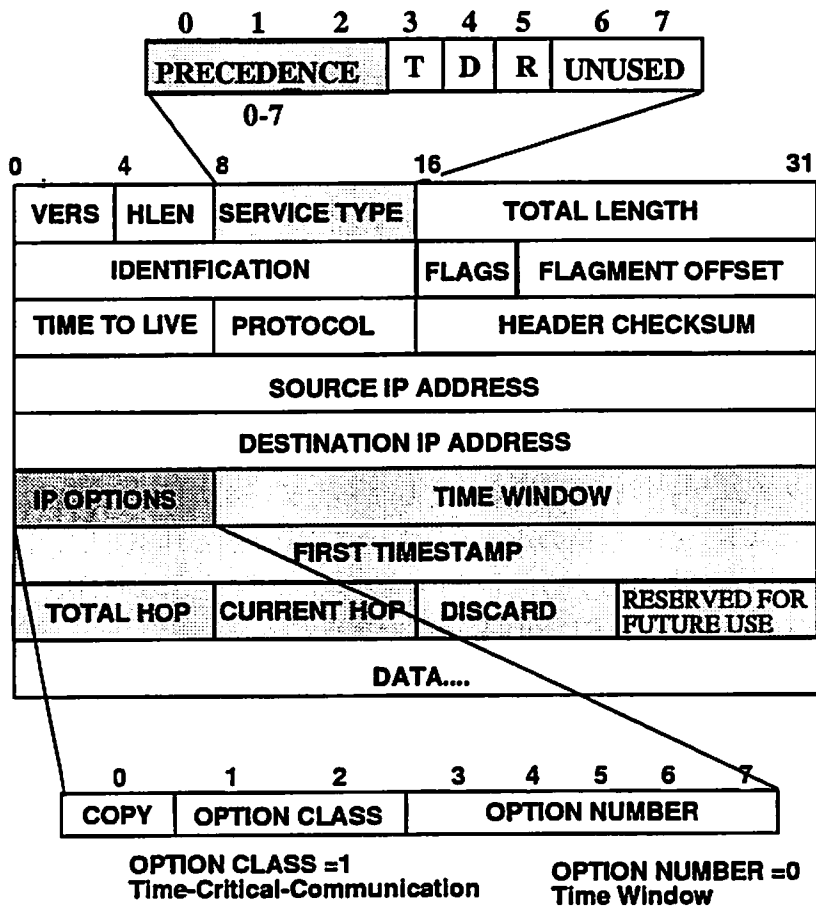 0 1 2 3 4 5 6 7
PRECEDENCE T D R UNUSED
0-7
0 4 8 16 31
VERS HLEN SERVICE TYPE TOTAL LENGTH
IDENTIFICATION FLAGS FLAGMENT OFFSET
TIME TO LIVE PROTOCOL HEADER CHECKSUM
SOURCE IP ADDRESS
DESTINATION IP ADDRESS
IP OPTIONS TIME WINDOW
FIRST TIMESTAMP
TOTAL HOP CURRENT HOP DISCARD RESERVED FOR
FUTURE USE
DATA....
0 1 2 3 4 5 6 7
COPY OPTION CLASS OPTION NUMBER
OPTION CLASS =1 OPTION NUMBER =0
Time-Critical-Communication Time Window